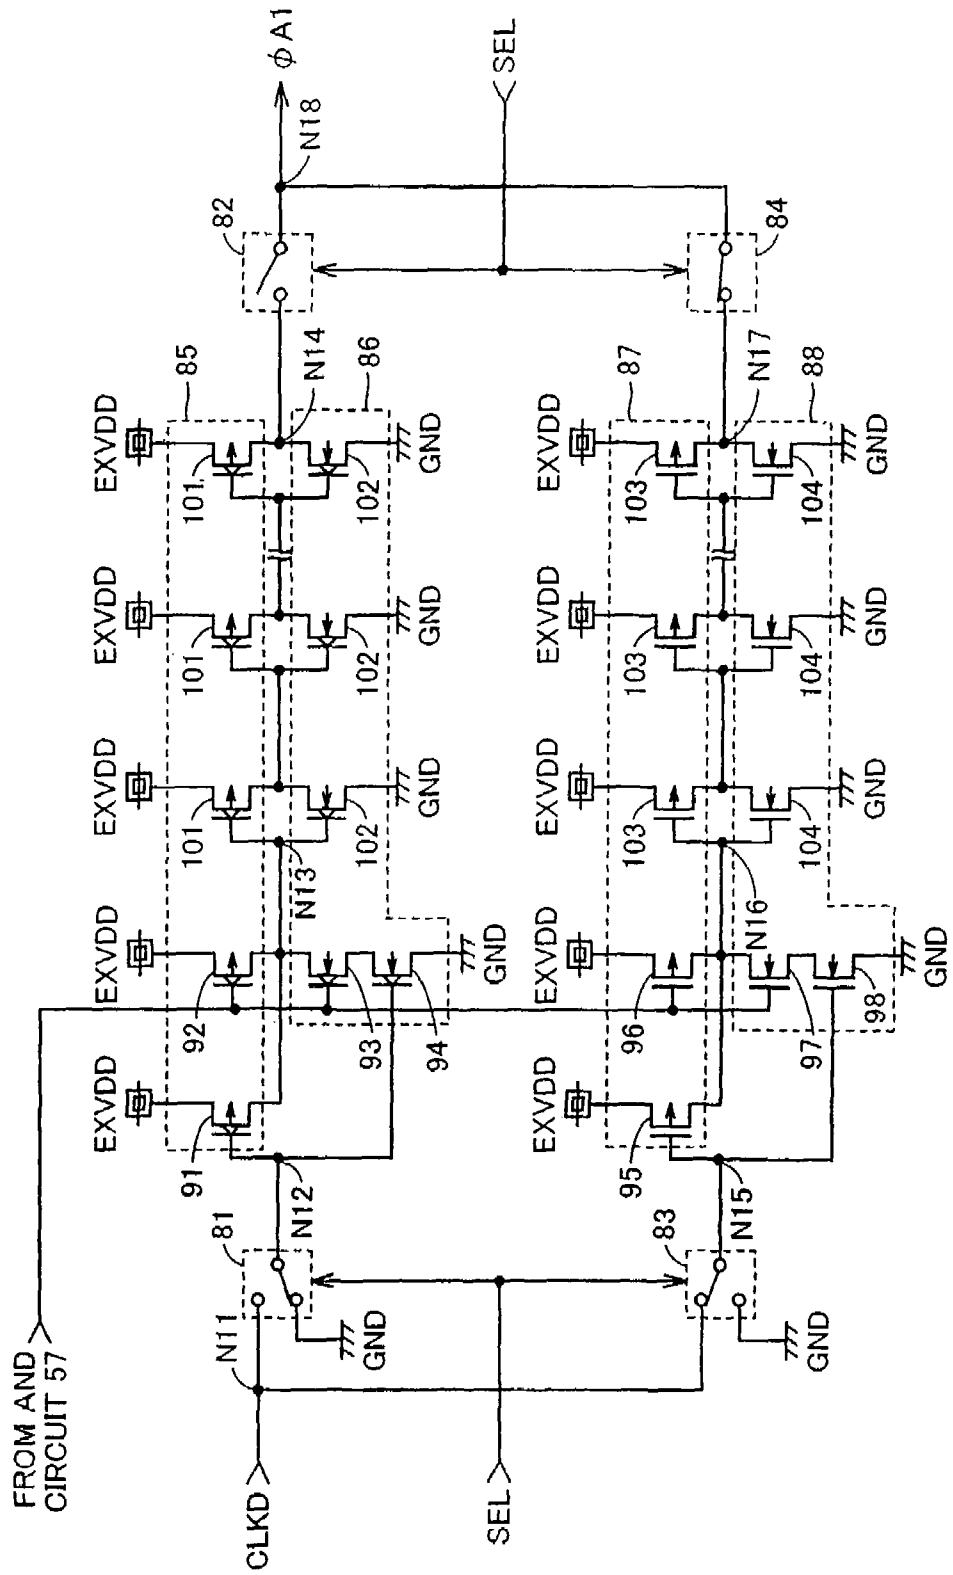 FROM AND
CIRCUIT 57
CLKD
N11
81
GND
N12
91
EXVDD
92
EXVDD
93
94
GND
N13
101
EXVDD
102
GND
101
EXVDD
102
GND
101
EXVDD
102
GND
85
86
N14
82
N18
φA1
SEL
SEL
83
GND
N15
95
EXVDD
96
EXVDD
97
98
GND
N16
103
EXVDD
104
GND
103
EXVDD
104
GND
103
EXVDD
104
GND
87
88
N17
84